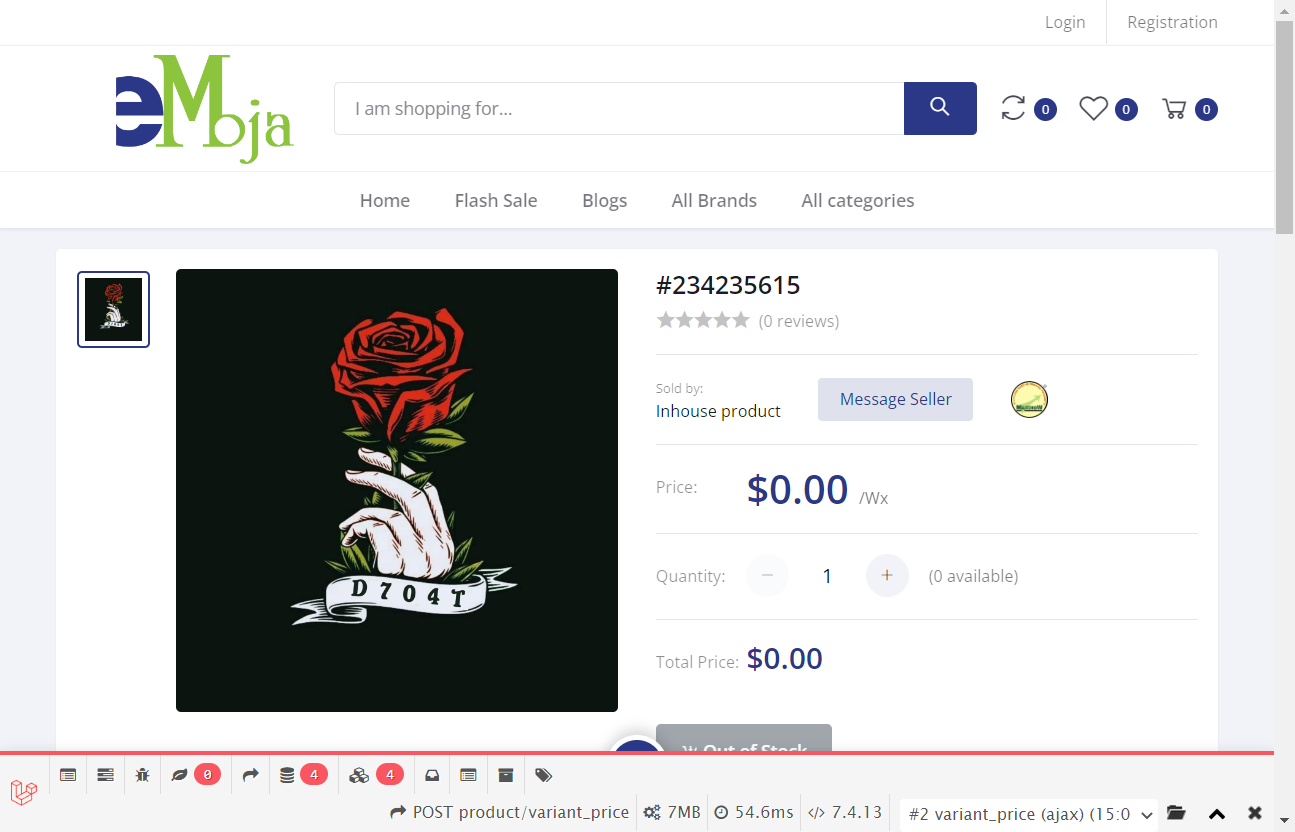 Login
Registration
eMoja
I am shopping for...
0
0
0
Home
Flash Sale
Blogs
All Brands
All categories
#234235615
(0 reviews)
Sold by:
Inhouse product
Message Seller
Price:
$0.00 /Wx
Quantity:
1
(0 available)
D704T
Total Price:
$0.00
Out of Stock
0
4
4
POST product/variant_price
7MB
54.6ms
7.4.13
#2 variant_price (ajax) (15:0